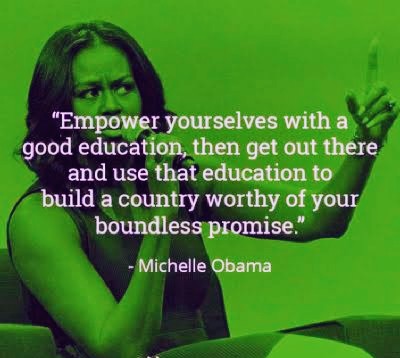 “Empower yourselves with a
good education, then get out there
and use that education to
build a country worthy of your
boundless promise.”
- Michelle Obama